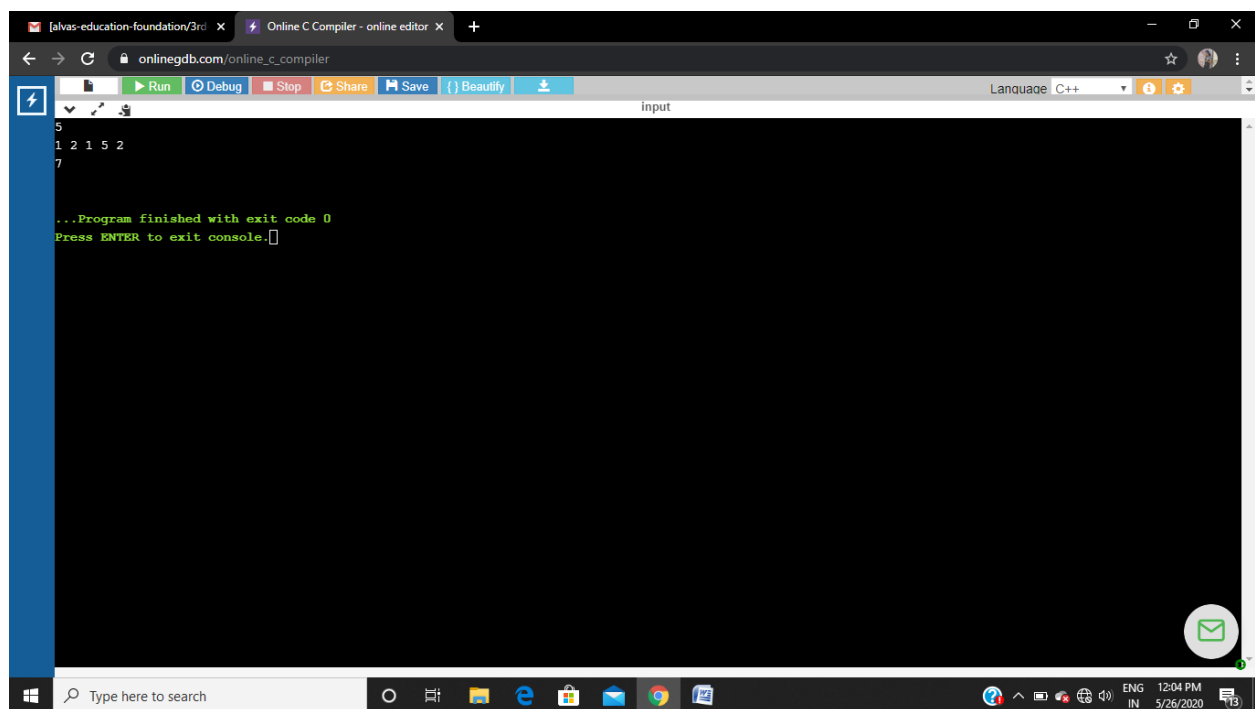 [alvas-education-foundation/3rd
Online C Compiler - online editor
onlinegdb.com/online_c_compiler
Run Debug Stop Share Save { } Beautify
Language C++
input
5
1 2 1 5 2
7
...Program finished with exit code 0
Press ENTER to exit console.
Type here to search
ENG 12:04 PM
IN 5/26/2020
13